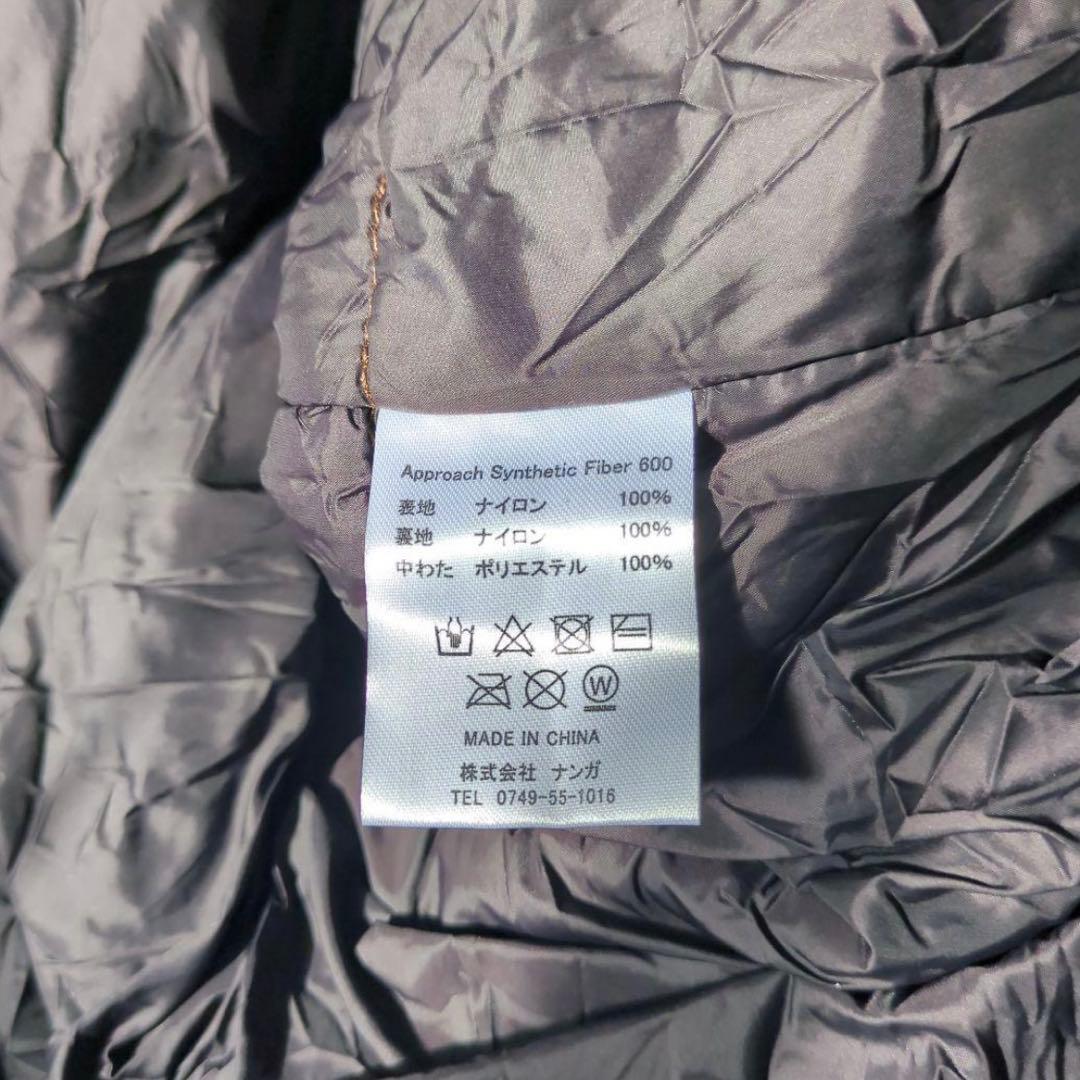 Approach Synthetic Fiber 600
表地 ナイロン 100%
裏地 ナイロン 100%
中わた ポリエステル 100%
W
MADE IN CHINA
株式会社 ナンガ
TEL 0749-55-1016